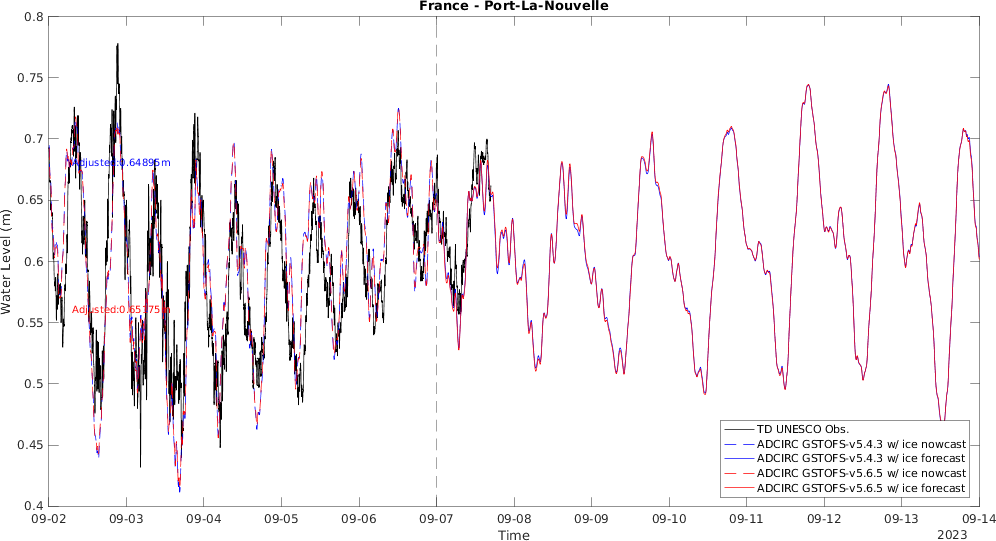 France - Port-La-Nouvelle
0.8
0.75
0.7
0.65
0.6
0.55
0.5
0.45
0.4
Water Level (m)
Adjusted:0.64895m
Adjusted:0.65175m
TD UNESCO Obs.
ADCIRC GSTOFS-v5.4.3 w/ ice nowcast
ADCIRC GSTOFS-v5.4.3 w/ ice forecast
ADCIRC GSTOFS-v5.6.5 w/ ice nowcast
ADCIRC GSTOFS-v5.6.5 w/ ice forecast
09-02 09-03 09-04 09-05 09-06 09-07 09-08 09-09 09-10 09-11 09-12 09-13 09-14
Time
2023